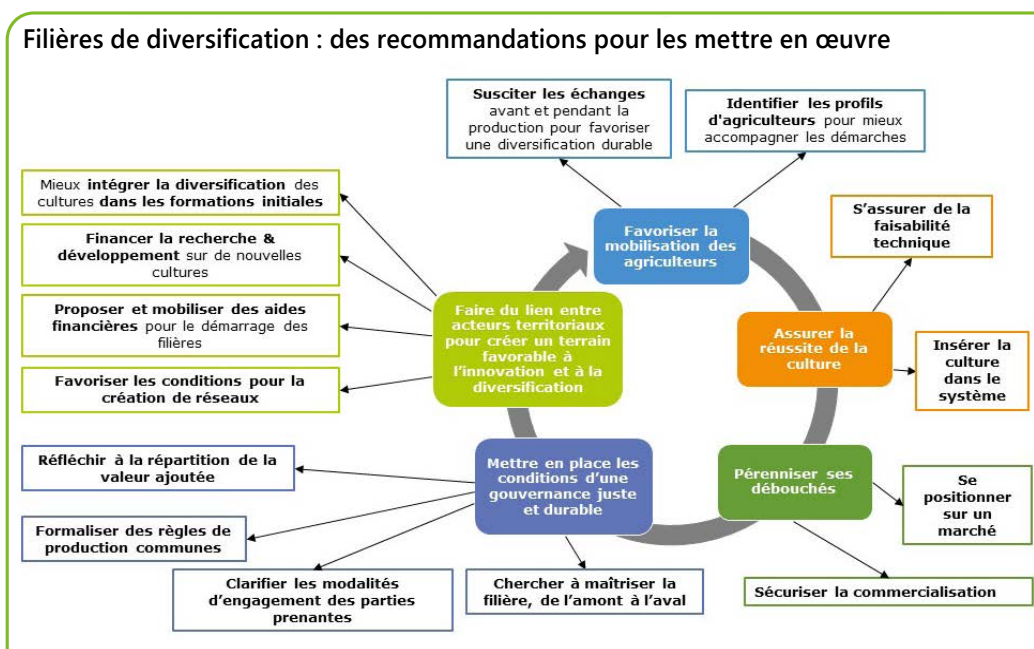 Filières de diversification : des recommandations pour les mettre en œuvre
Susciter les échanges
avant et pendant la
production pour favoriser
une diversification durable
Identifier les profils
d'agriculteurs pour mieux
accompagner les démarches
Mieux intégrer la diversification des
cultures dans les formations initiales
Financer la recherche &
développement sur de nouvelles
cultures
Proposer et mobiliser des aides
financières pour le démarrage des
filières
Favoriser les conditions pour la
création de réseaux
Favoriser la
mobilisation des
agriculteurs
S'assurer de la
faisabilité
technique
Faire du lien entre
acteurs territoriaux
pour créer un terrain
favorable à
l'innovation et à la
diversification
Assurer la
réussite de la
culture
Insérer la
culture
dans le
système
Réfléchir à la répartition de la
valeur ajoutée
Mettre en place les
conditions d'une
gouvernance juste
et durable
Pérenniser ses
débouchés
Se
positionner
sur un
marché
Formaliser des règles de
production communes
Clarifier les modalités
d'engagement des parties
prenantes
Chercher à maîtriser la
filière, de l'amont à l'aval
Sécuriser la commercialisation